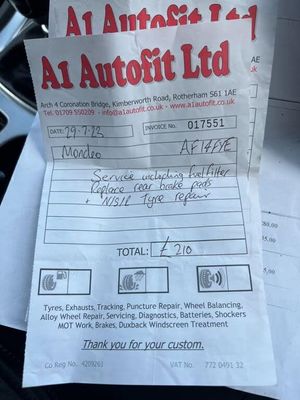 A1 Autofit Ltd
A1 Autofit Ltd
Arch 4 Coronation Bridge, Kimberworth Road, Rotherham S61 1AE
Tel. 01709 550209 - info@a1autofit.co.uk - www.a1autofit.co.uk
DATE: 29-7-23
INVOICE No. 017551
Mondeo
AF14FYE
Service including fuel filter
Replace rear brake pads
+ N/S/R Tyre repair
TOTAL: £210
Tyres, Exhausts, Tracking, Puncture Repair, Wheel Balancing,
Alloy Wheel Repair, Servicing, Diagnostics, Batteries, Shockers
MOT Work, Brakes, Duxback Windscreen Treatment
Thank you for your custom.
Co Reg No. 4209263
VAT No. 772 0491 32